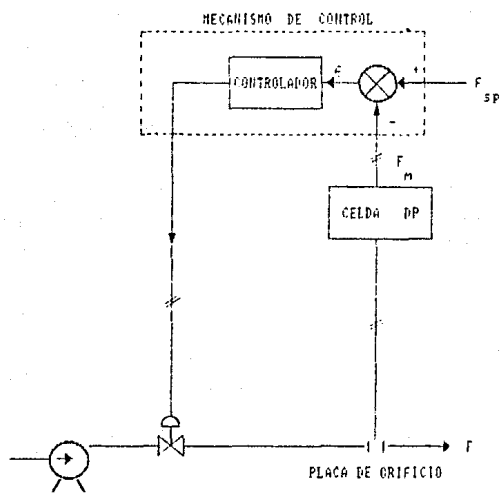 MECANISMO DE CONTROL
CONTROLADOR
+
F
sp
-
F
M
CELDA DP
F
PLACA DE ORIFICIO